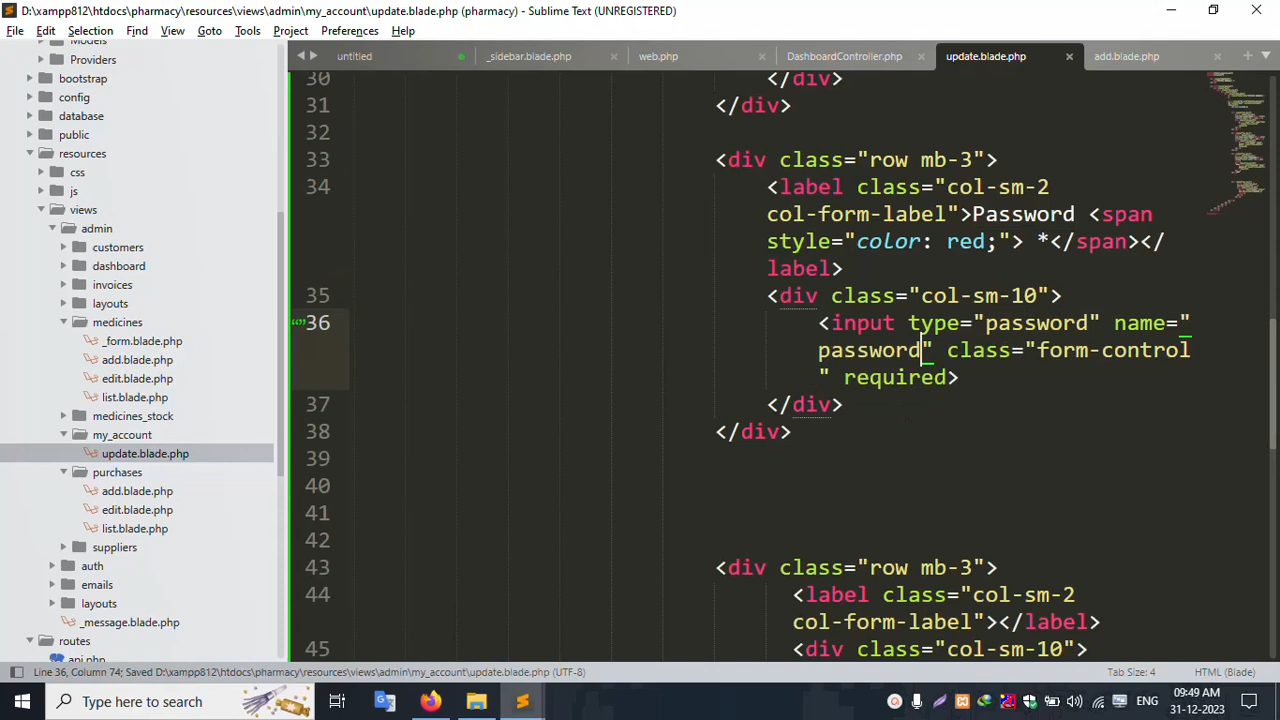 D:\xampp812\htdocs\pharmacy\resources\views\admin\my_account\update.blade.php (pharmacy) - Sublime Text (UNREGISTERED)
File Edit Selection Find View Goto Tools Project Preferences Help
Models
Providers
bootstrap
config
database
public
resources
css
js
views
admin
customers
dashboard
invoices
layouts
medicines
_form.blade.php
add.blade.php
edit.blade.php
list.blade.php
medicines_stock
my_account
update.blade.php
purchases
add.blade.php
edit.blade.php
list.blade.php
suppliers
auth
emails
layouts
_message.blade.php
routes
api.php
untitled _sidebar.blade.php web.php DashboardController.php update.blade.php add.blade.php
30 </div>
31 </div>
32
33 <div class="row mb-3">
34 <label class="col-sm-2
col-form-label">Password <span
style="color: red;"> *</span></
label>
35 <div class="col-sm-10">
36 <input type="password" name="
password" class="form-control
" required>
37 </div>
38 </div>
39
40
41
42
43 <div class="row mb-3">
44 <label class="col-sm-2
col-form-label"></label>
45 <div class="col-sm-10">
Line 36, Column 74; Saved D:\xampp812\htdocs\pharmacy\resources\views\admin\my_account\update.blade.php (UTF-8) Tab Size: 4 HTML (Blade)
Type here to search ENG 09:49 AM
31-12-2023